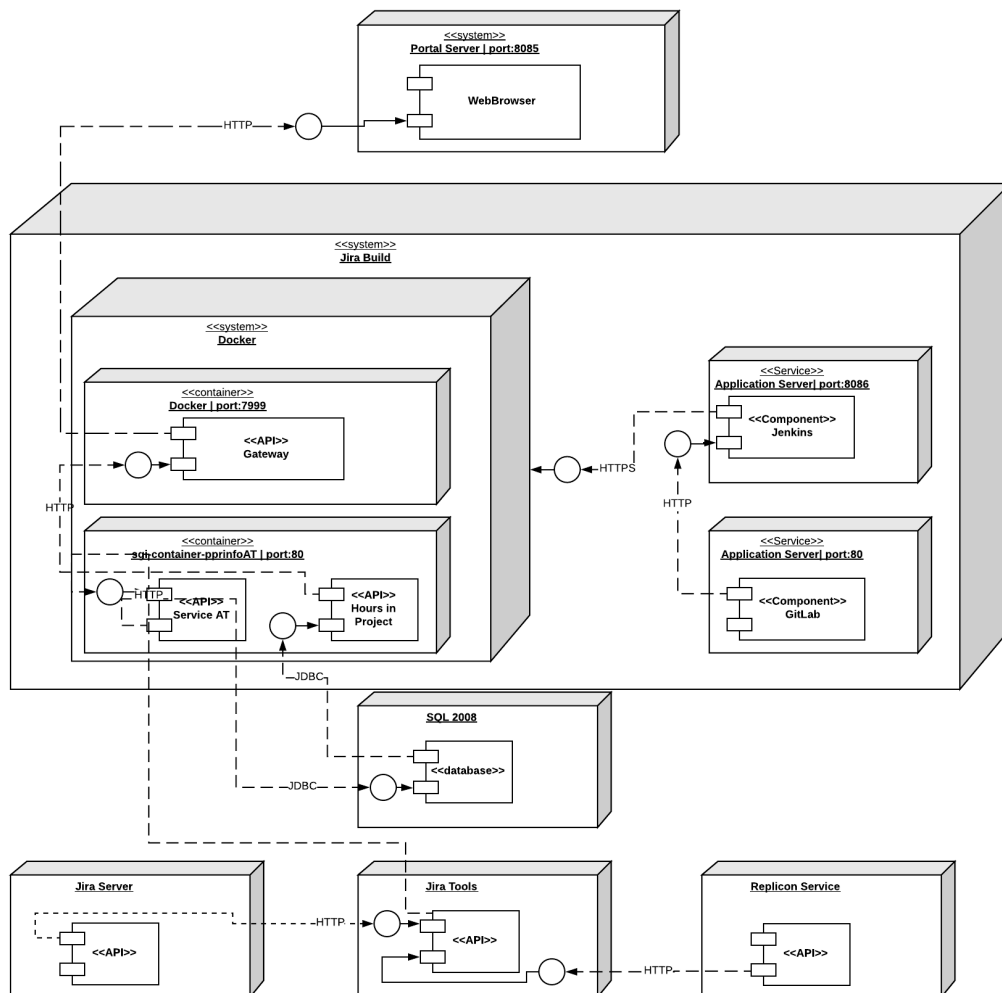 <<system>>
Portal Server | port:8085
WebBrowser
HTTP
<<system>>
Jira Build
<<system>>
Docker
<<container>>
Docker | port:7999
<<API>>
Gateway
<<Service>>
Application Server| port:8086
<<Component>>
Jenkins
HTTPS
HTTP
HTTP
<<container>>
sqi-container-pprinfoAT | port:80
HTTP
<<API>>
Service AT
<<API>>
Hours in
Project
<<Service>>
Application Server| port:80
<<Component>>
GitLab
JDBC
SQL 2008
<<database>>
JDBC
Jira Server
<<API>>
HTTP
Jira Tools
<<API>>
HTTP
Replicon Service
<<API>>